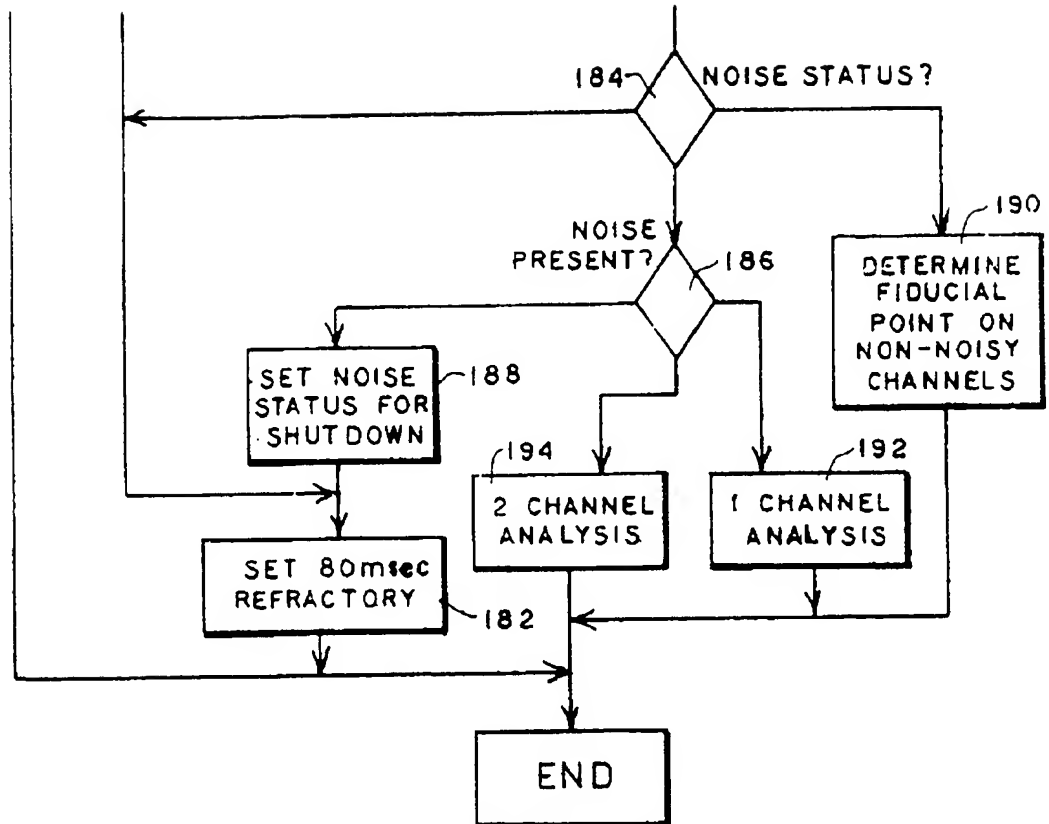 184
NOISE STATUS?
190
NOISE
PRESENT?
186
DETERMINE
FIDUCIAL
POINT ON
NON-NOISY
CHANNELS
SET NOISE
STATUS FOR
SHUTDOWN
188
194
2 CHANNEL
ANALYSIS
192
1 CHANNEL
ANALYSIS
SET 80msec
REFRACTORY
182
END